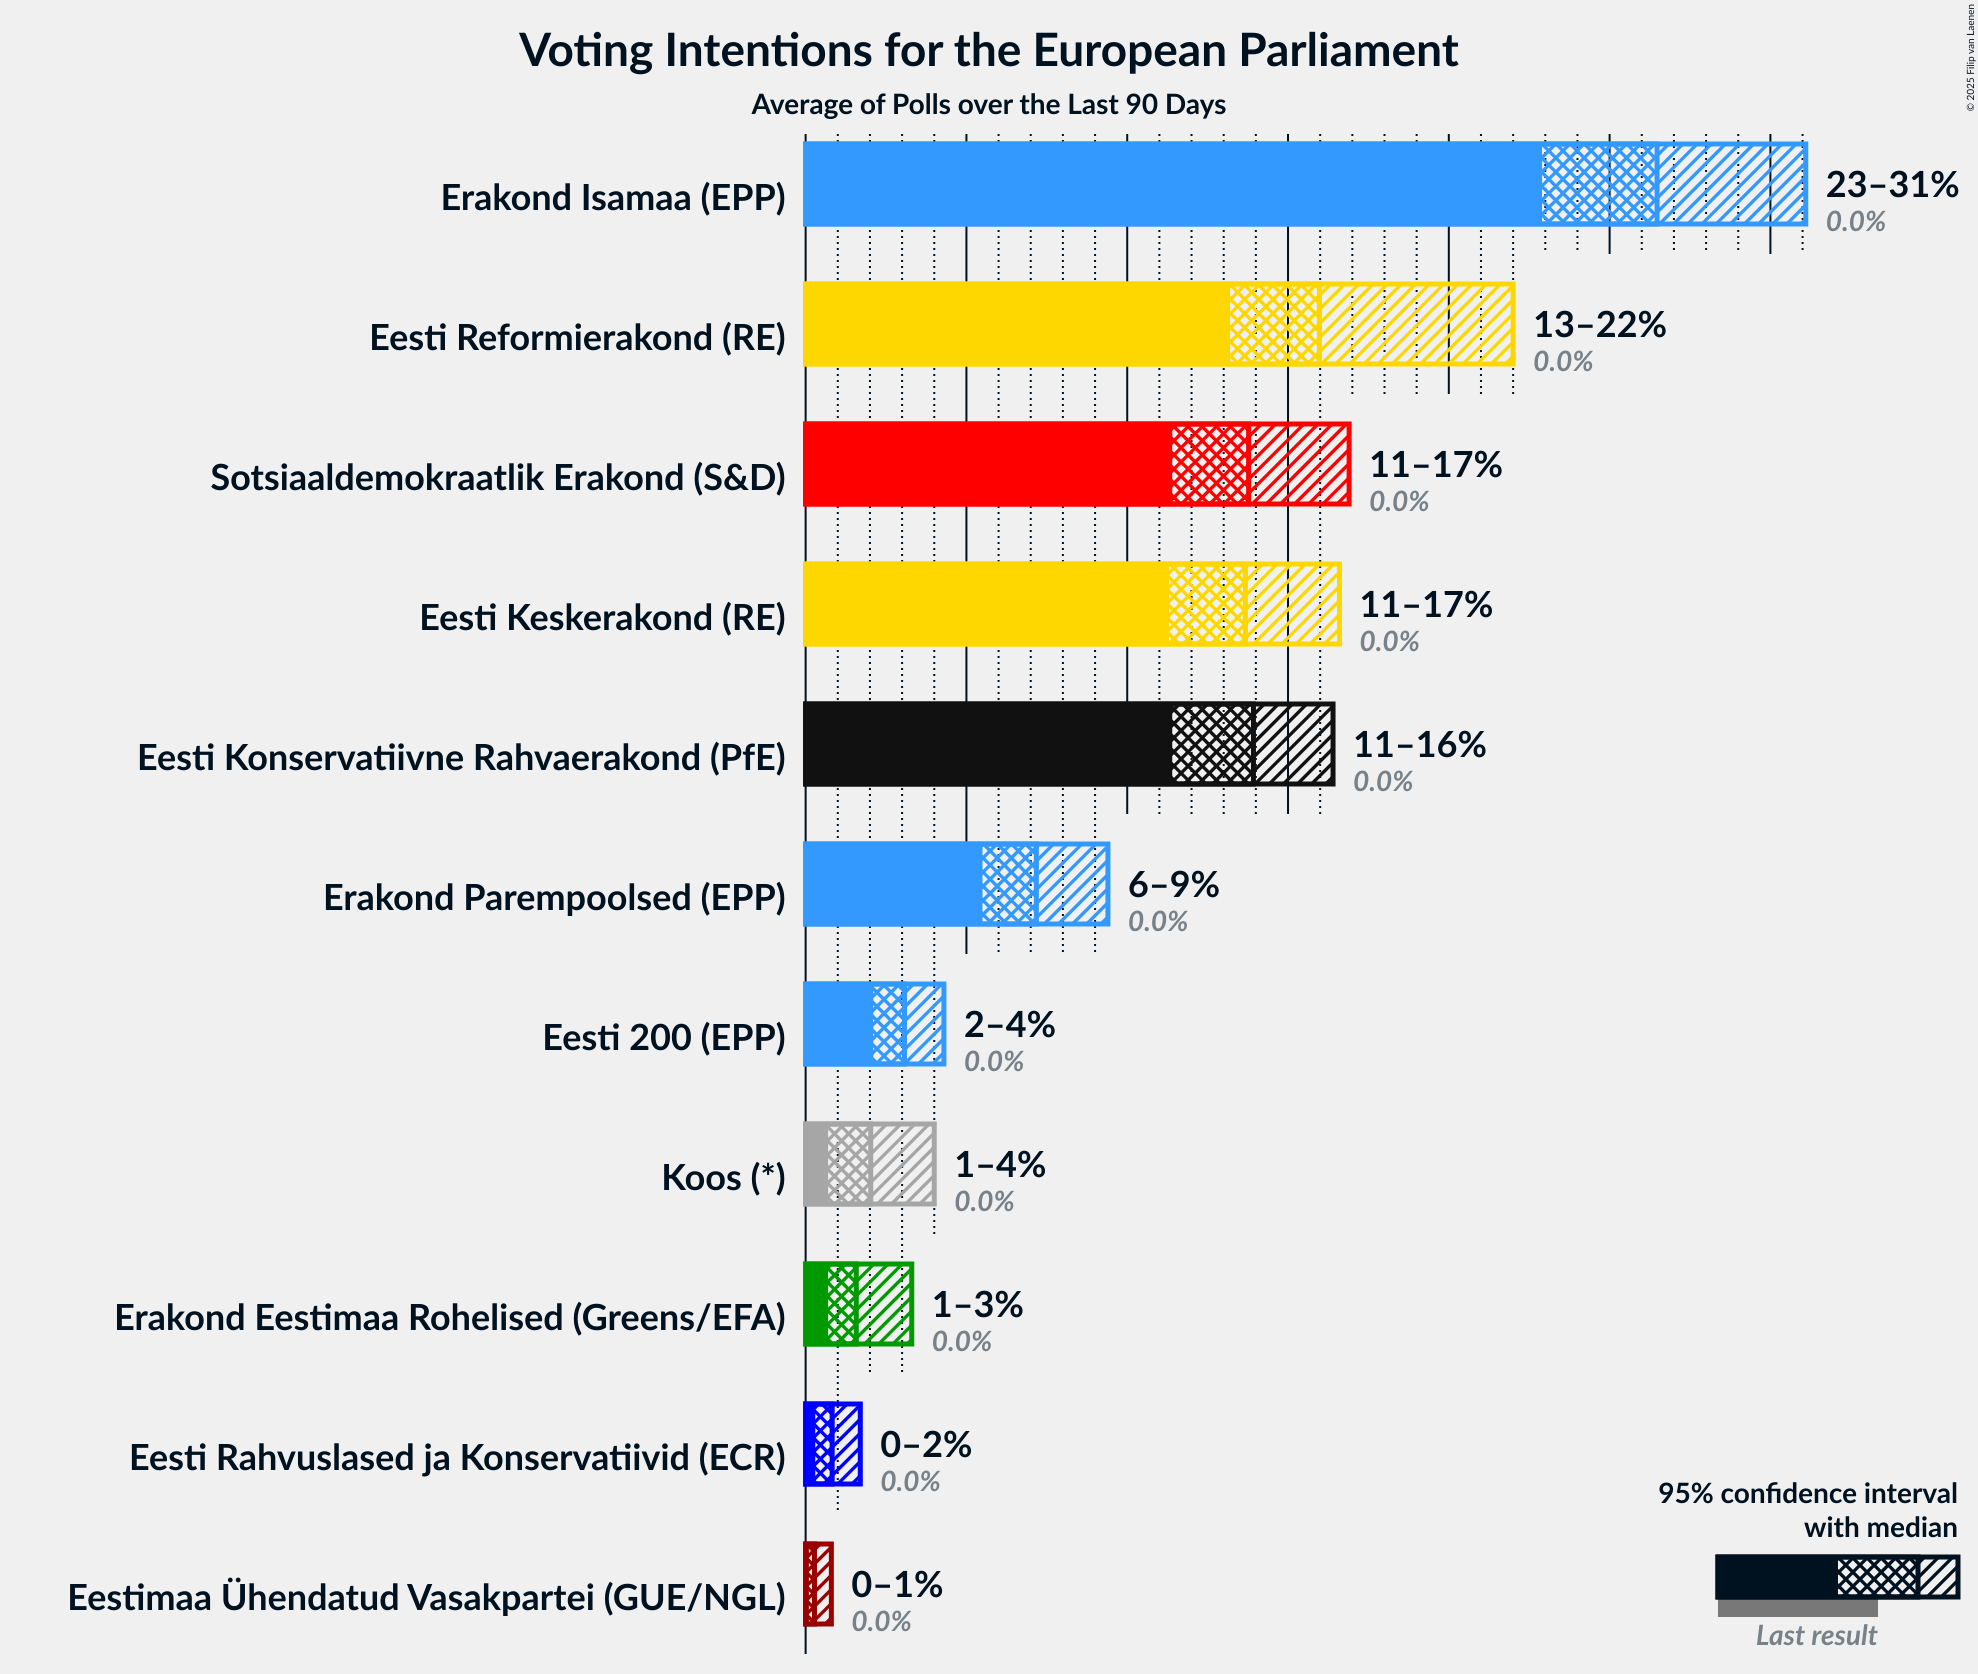 Voting Intentions for the European Parliament
Average of Polls over the Last 90 Days
© 2025 Filip van Laenen
Erakond Isamaa (EPP)
23–31%
0.0%
Eesti Reformierakond (RE)
13–22%
0.0%
Sotsiaaldemokraatlik Erakond (S&D)
11–17%
0.0%
Eesti Keskerakond (RE)
11–17%
0.0%
Eesti Konservatiivne Rahvaerakond (PfE)
11–16%
0.0%
Erakond Parempoolsed (EPP)
6–9%
0.0%
Eesti 200 (EPP)
2–4%
0.0%
Koos (*)
1–4%
0.0%
Erakond Eestimaa Rohelised (Greens/EFA)
1–3%
0.0%
Eesti Rahvuslased ja Konservatiivid (ECR)
0–2%
0.0%
Eestimaa Ühendatud Vasakpartei (GUE/NGL)
0–1%
0.0%
95% confidence interval
with median
Last result